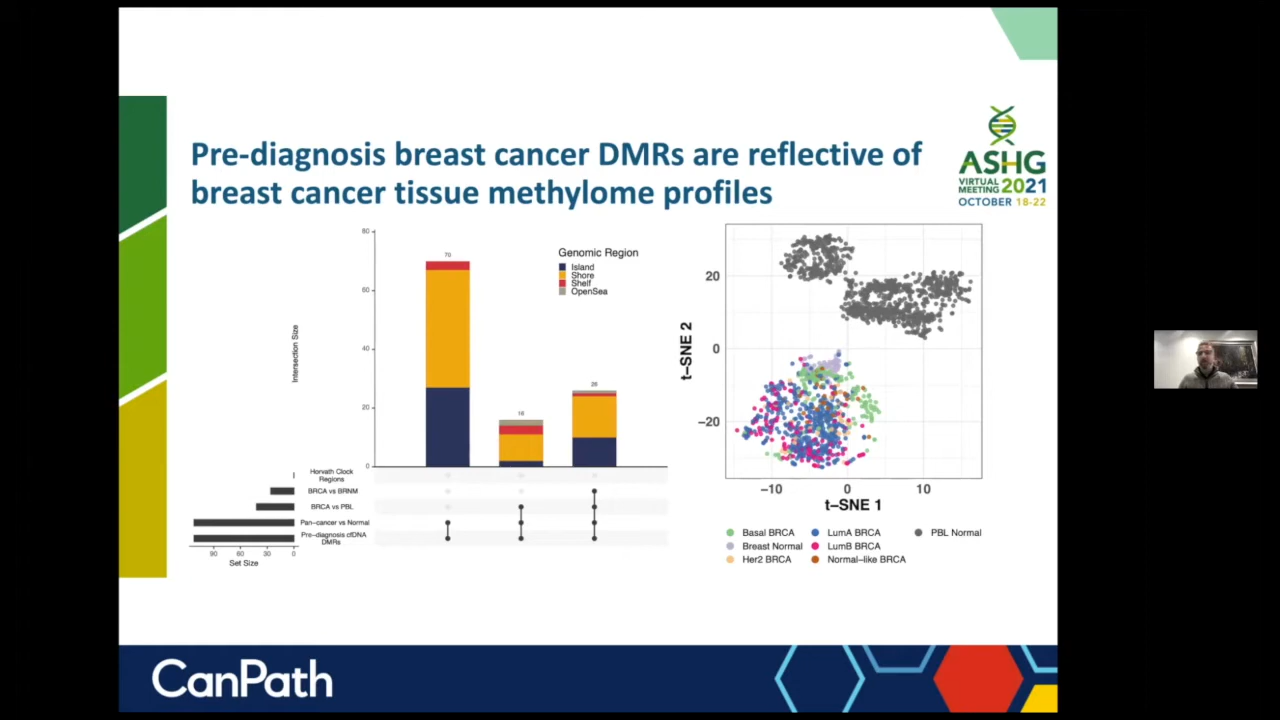 Pre-diagnosis breast cancer DMRs are reflective of
breast cancer tissue methylome profiles
ASHG
VIRTUAL
MEETING 2021
OCTOBER 18-22
80
60
40
20
0
Intersection Size
70
16
26
Genomic Region
Island
Shore
Shelf
OpenSea
Horvath Clock
Regions
BRCA vs BRNM
BRCA vs PBL
Pan-cancer vs Normal
Pre-diagnosis cfDNA
DMRs
90 60 30 0
Set Size
t-SNE 2
20
0
-20
-10 0 10
t-SNE 1
Basal BRCA LumA BRCA PBL Normal
Breast Normal LumB BRCA
Her2 BRCA Normal-like BRCA
CanPath